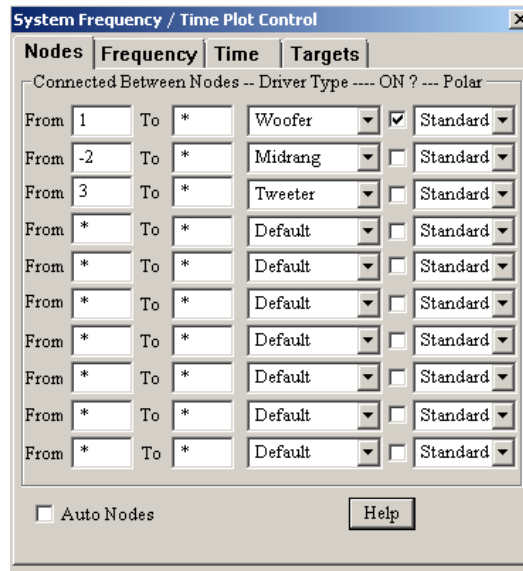 System Frequency / Time Plot Control
Nodes Frequency Time Targets
Connected Between Nodes -- Driver Type ---- ON ? --- Polar
From 1 To * Woofer Standard
From -2 To * Midrang Standard
From 3 To * Tweeter Standard
From * To * Default Standard
From * To * Default Standard
From * To * Default Standard
From * To * Default Standard
From * To * Default Standard
From * To * Default Standard
From * To * Default Standard
Auto Nodes Help